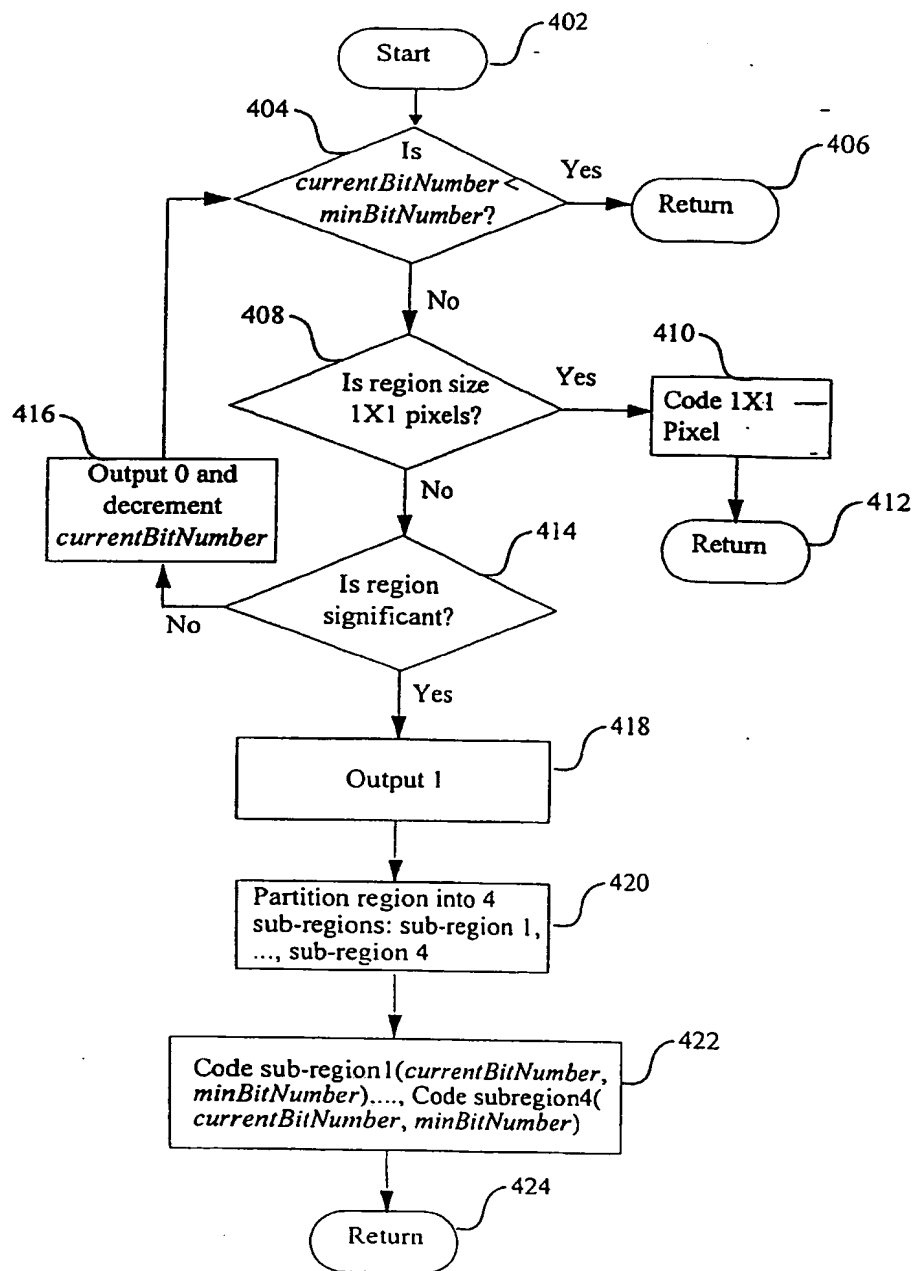 402
Start
404
Is
currentBitNumber <
minBitNumber?
Yes
406
Return
No
408
Is region size
1X1 pixels?
Yes
410
Code 1X1
Pixel
416
Output 0 and
decrement
currentBitNumber
No
412
Return
414
Is region
significant?
No
Yes
418
Output 1
420
Partition region into 4
sub-regions: sub-region 1,
..., sub-region 4
422
Code sub-region1(currentBitNumber,
minBitNumber)...., Code subregion4(
currentBitNumber, minBitNumber)
424
Return